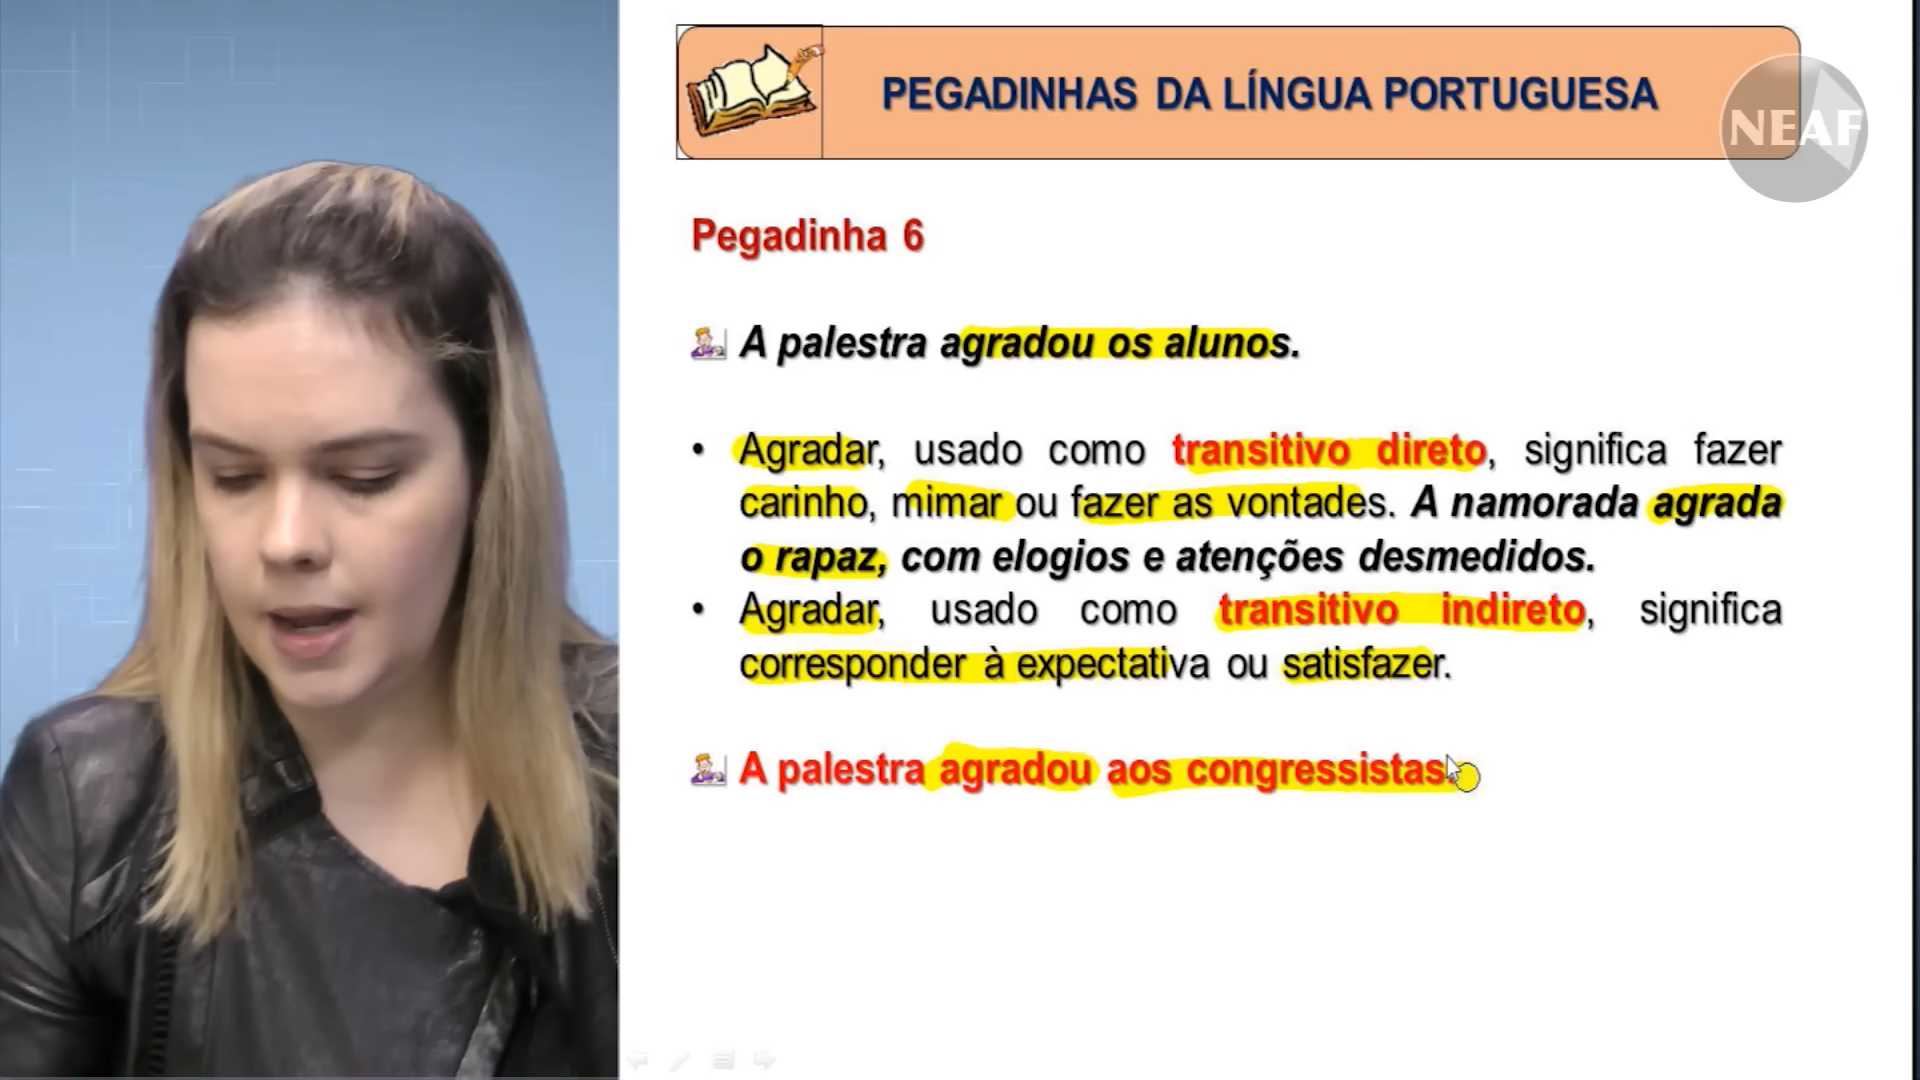 PEGADINHAS DA LÍNGUA PORTUGUESA
NEAF
Pegadinha 6
A palestra agradou os alunos.
• Agradar, usado como transitivo direto, significa fazer
carinho, mimar ou fazer as vontades. A namorada agrada
o rapaz, com elogios e atenções desmedidos.
• Agradar, usado como transitivo indireto, significa
corresponder à expectativa ou satisfazer.
A palestra agradou aos congressistas.